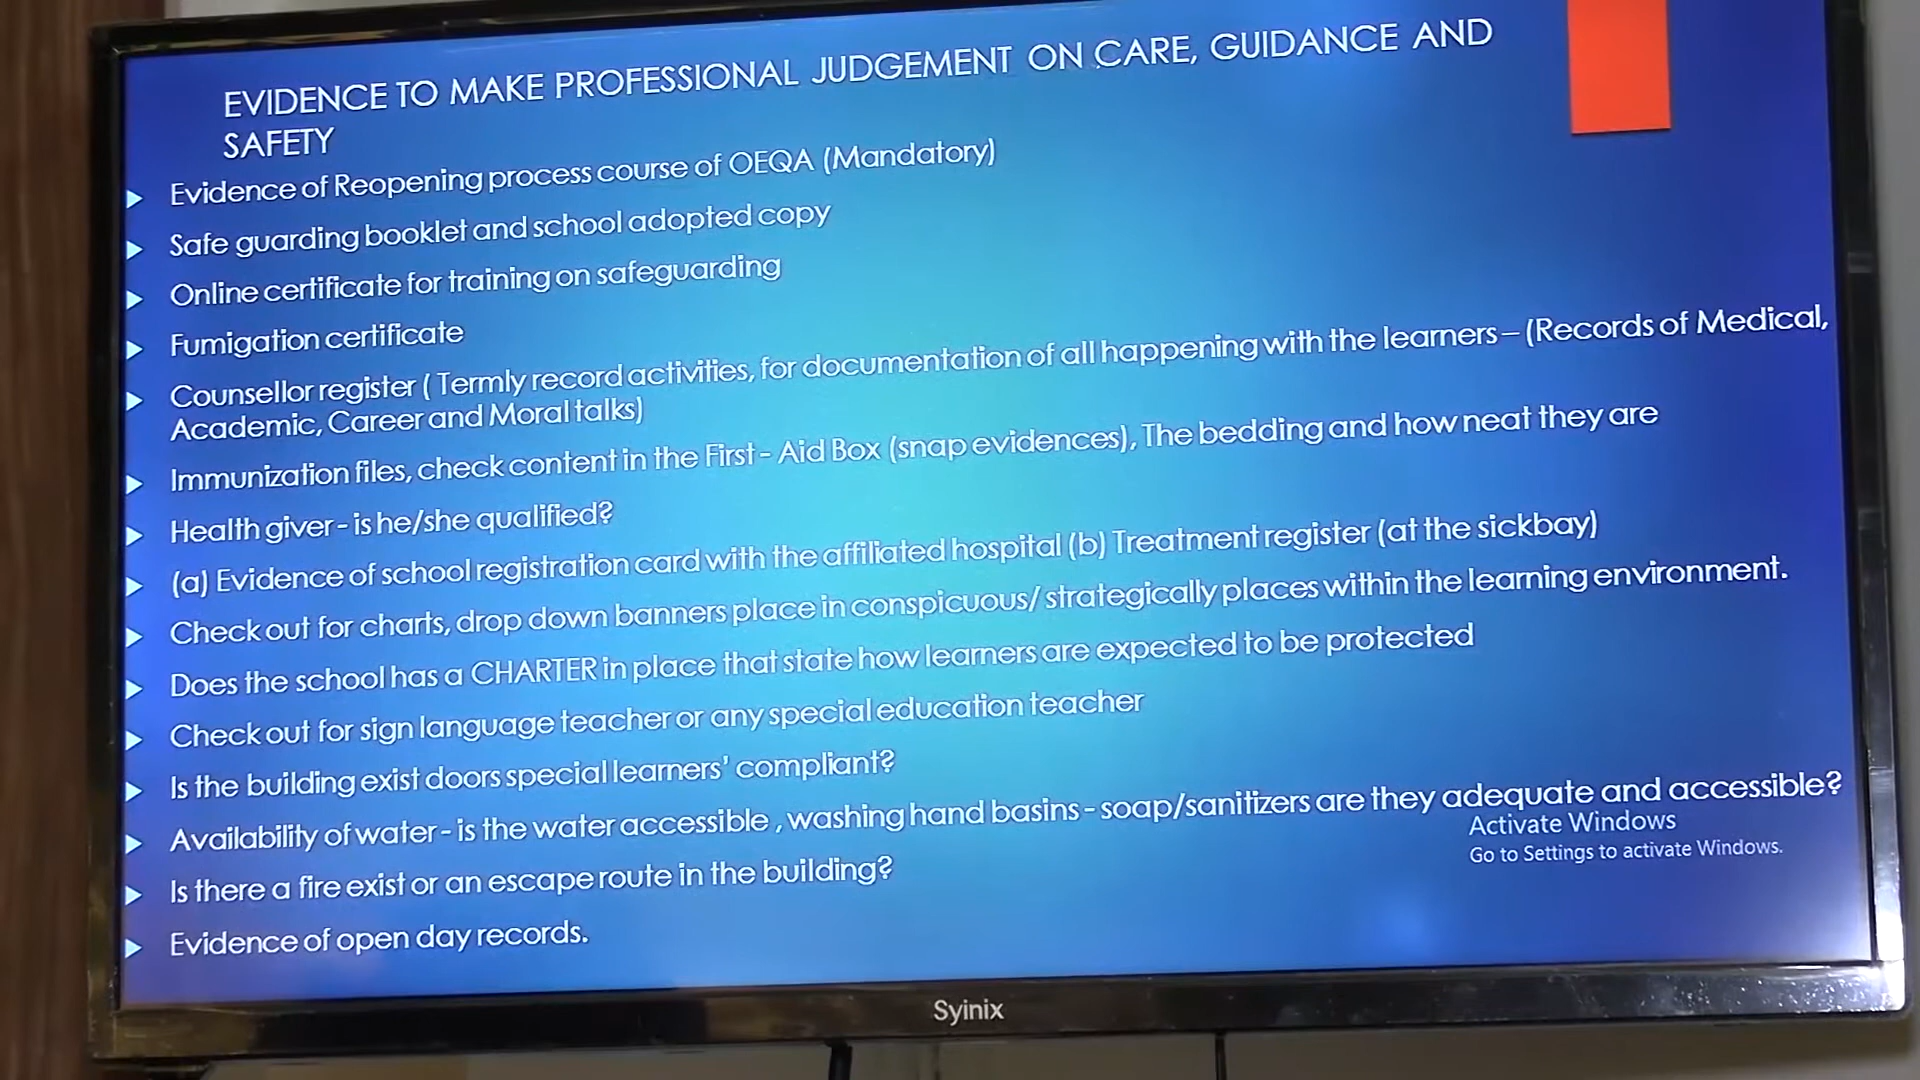 EVIDENCE TO MAKE PROFESSIONAL JUDGEMENT ON CARE, GUIDANCE AND
SAFETY
Evidence of Reopening process course of OEQA (Mandatory)
Safe guarding booklet and school adopted copy
Online certificate for training on safeguarding
Fumigation certificate
Counsellor register ( Termly record activities, for documentation of all happening with the learners – (Records of Medical,
Academic, Career and Moral talks)
Immunization files, check content in the First - Aid Box (snap evidences), The bedding and how neat they are
Health giver - is he/she qualified?
(a) Evidence of school registration card with the affiliated hospital (b) Treatment register (at the sickbay)
Check out for charts, drop down banners place in conspicuous/ strategically places within the learning environment.
Does the school has a CHARTER in place that state how learners are expected to be protected
Check out for sign language teacher or any special education teacher
Is the building exist doors special learners' compliant?
Availability of water - is the water accessible , washing hand basins - soap/sanitizers are they adequate and accessible?
Activate Windows
Go to Settings to activate Windows.
Is there a fire exist or an escape route in the building?
Evidence of open day records.
Syinix